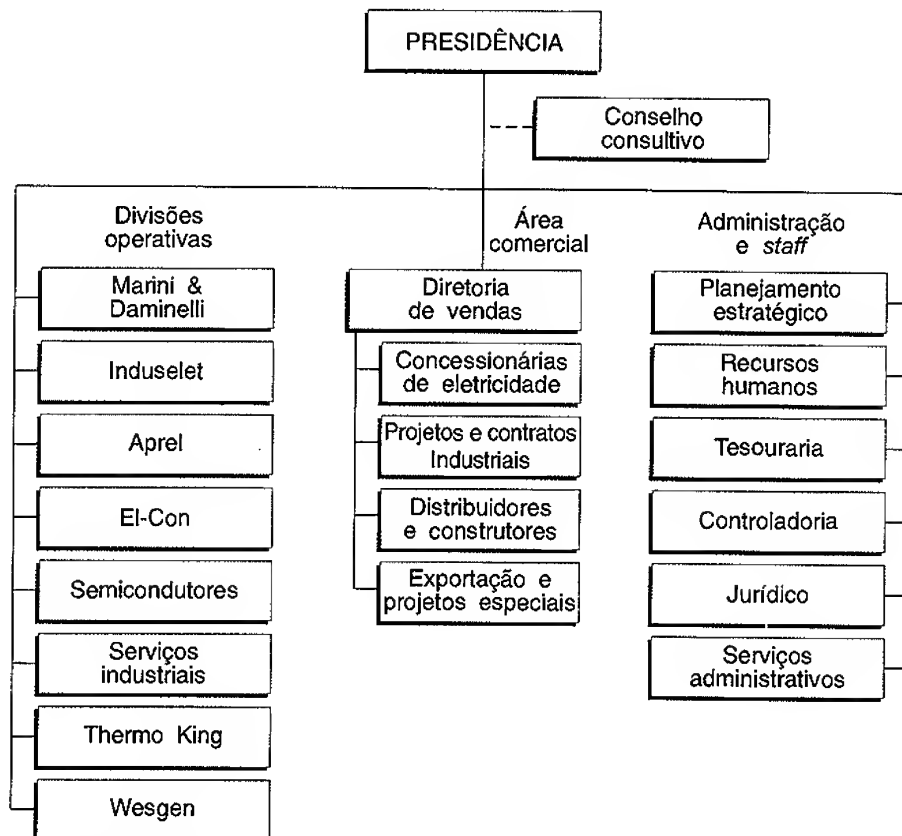 PRESIDÊNCIA
Conselho
consultivo
Divisões
operativas
Marini &
Daminelli
Induselet
Aprel
El-Con
Semicondutores
Serviços
industriais
Thermo King
Wesgen
Área
comercial
Diretoria
de vendas
Concessionárias
de eletricidade
Projetos e contratos
Industriais
Distribuidores
e construtores
Exportação e
projetos especiais
Administração
e staff
Planejamento
estratégico
Recursos
humanos
Tesouraria
Controladoria
Jurídico
Serviços
administrativos